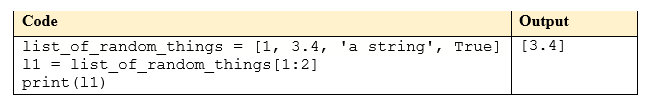 Code Output
list_of_random_things = [1, 3.4, 'a string', True] [3.4]
l1 = list_of_random_things[1:2]
print(l1)